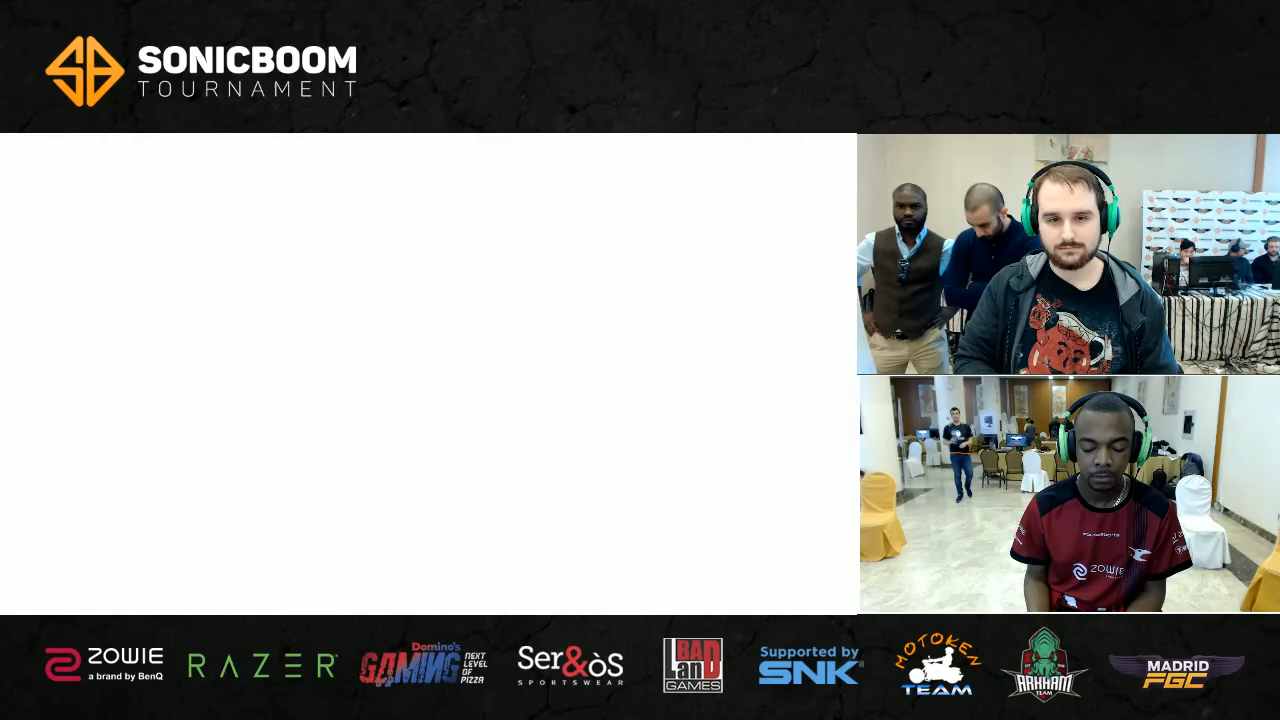 SONICBOOM
TOURNAMENT
ZOWIE
ZOWIE
a brand by BenQ
RAZER
Domino's
GAMING
NEXT
LEVEL
OF
PIZZA
Ser&òs
SPORTSWEAR
BAD
LanD
GAMES
Supported by
SNK
MOTOKEN
TEAM
ARKHAM
TEAM
MADRID
FGC